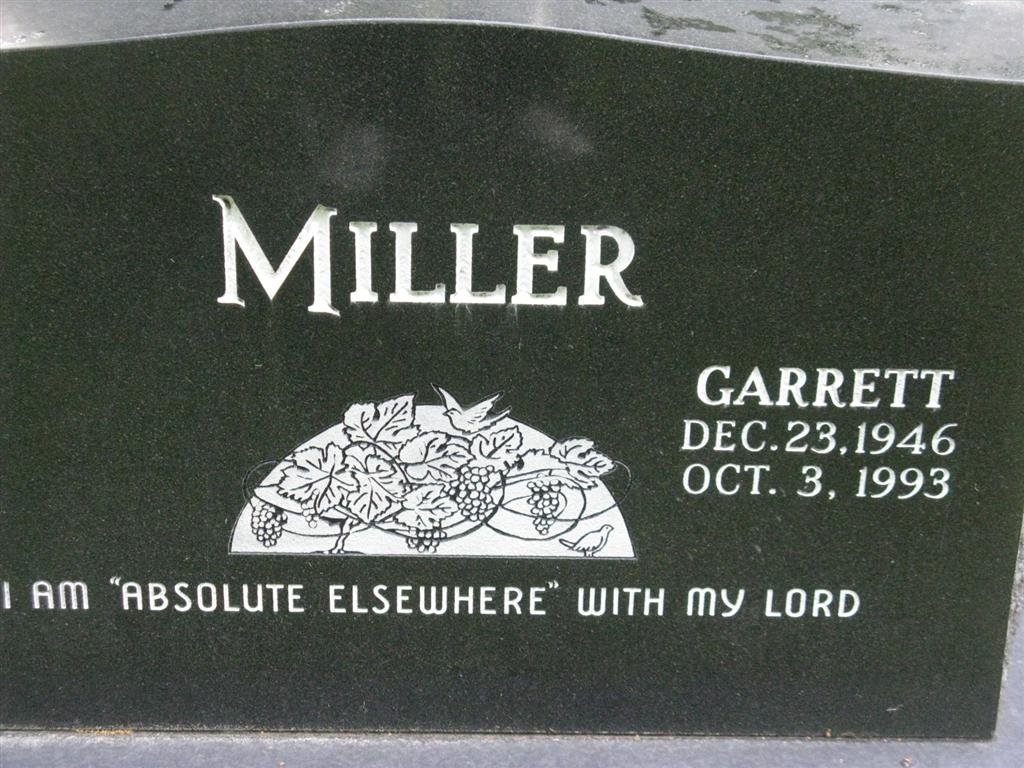 MILLER
GARRETT
DEC. 23, 1946
OCT. 3, 1993
I AM "ABSOLUTE ELSEWHERE" WITH MY LORD